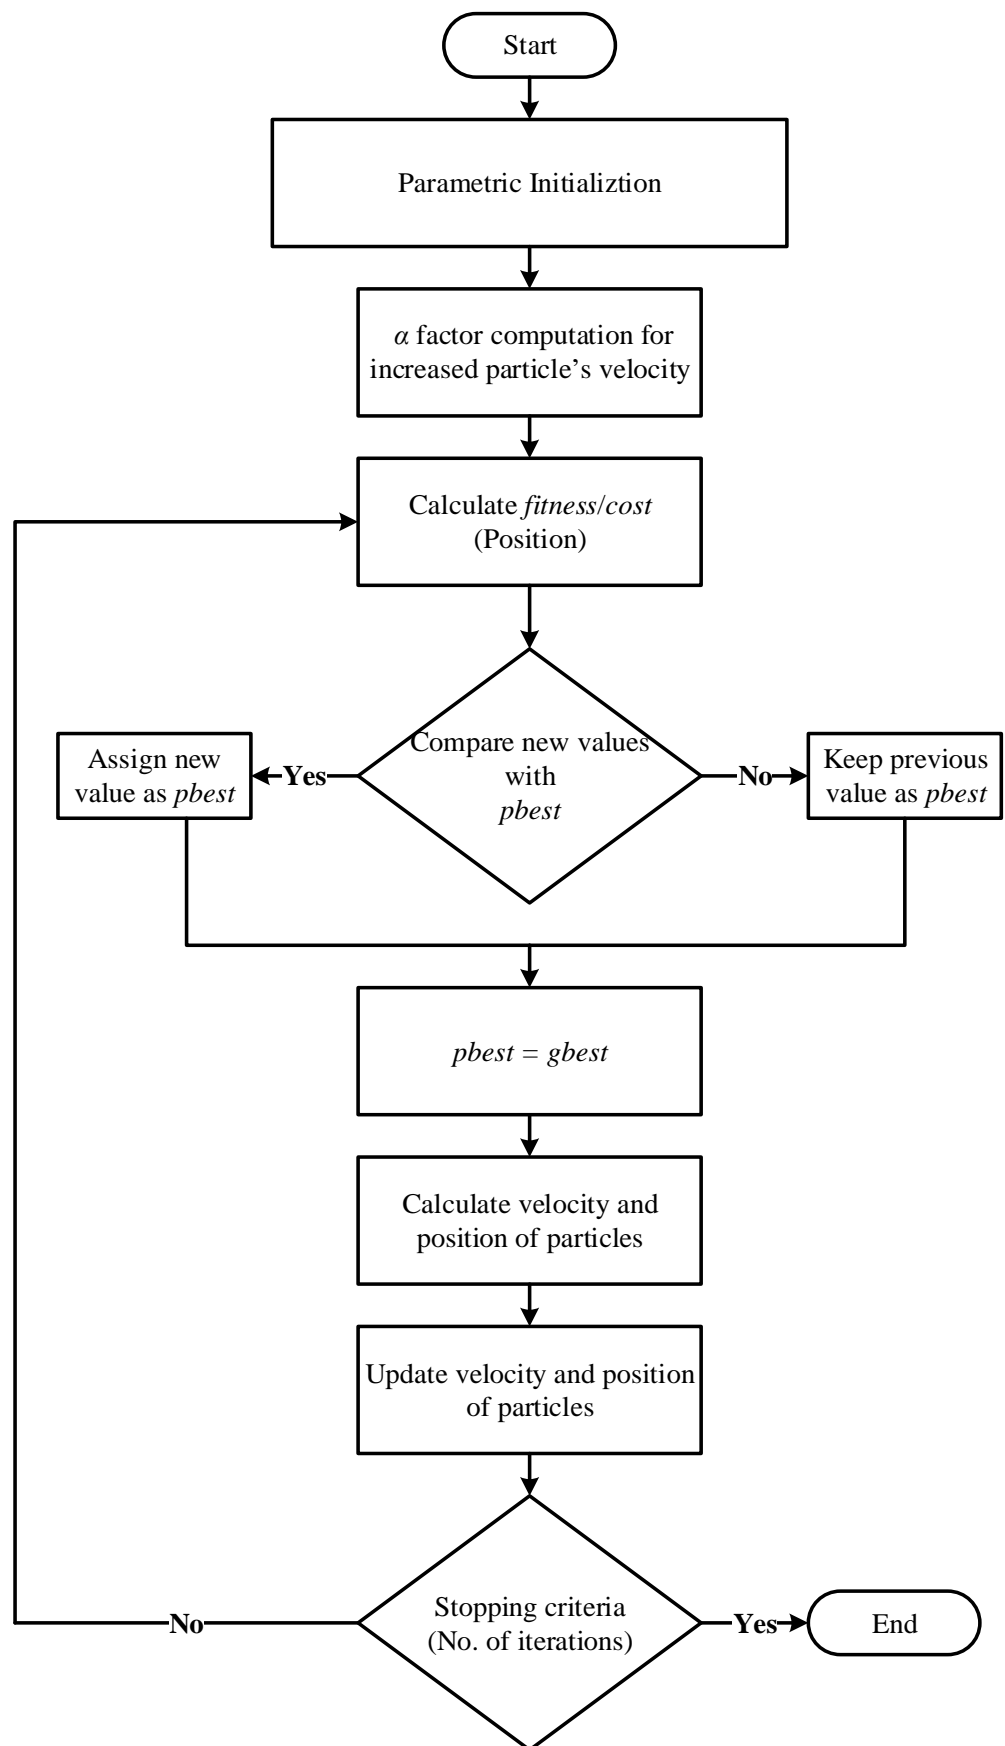 Start
Parametric Initializtion
α factor computation for
increased particle’s velocity
Calculate fitness/cost
(Position)
Compare new values
with
pbest
Yes
No
Assign new
value as pbest
Keep previous
value as pbest
pbest = gbest
Calculate velocity and
position of particles
Update velocity and position
of particles
Stopping criteria
(No. of iterations)
No
Yes
End